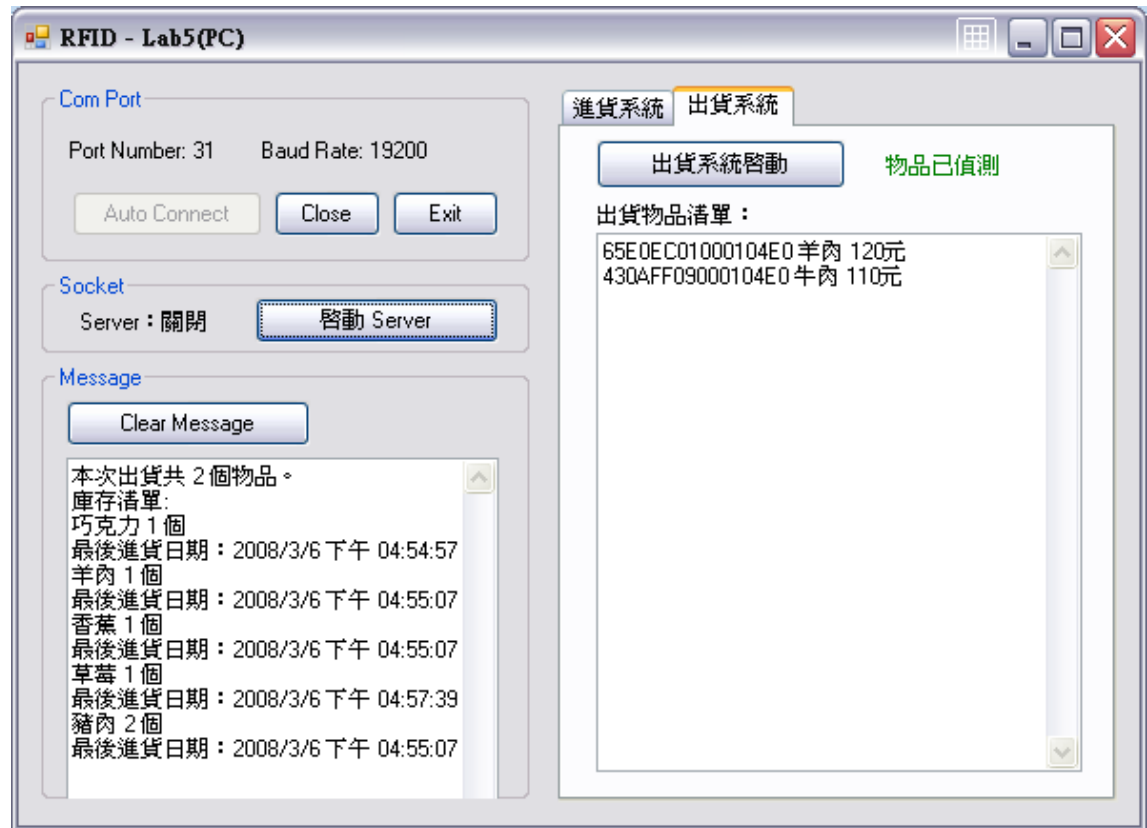 RFID - Lab5(PC)
Com Port
Port Number: 31 Baud Rate: 19200
Auto Connect Close Exit
Socket
Server：關閉 啓動 Server
Message
Clear Message
本次出貨共 2 個物品。
庫存清單:
巧克力 1 個
最後進貨日期：2008/3/6 下午 04:54:57
羊肉 1 個
最後進貨日期：2008/3/6 下午 04:55:07
香蕉 1 個
最後進貨日期：2008/3/6 下午 04:55:07
草莓 1 個
最後進貨日期：2008/3/6 下午 04:57:39
豬肉 2 個
最後進貨日期：2008/3/6 下午 04:55:07
進貨系統 出貨系統
出貨系統啓動 物品已偵測
出貨物品清單：
65E0EC01000104E0 羊肉 120元
430AFF09000104E0 牛肉 110元